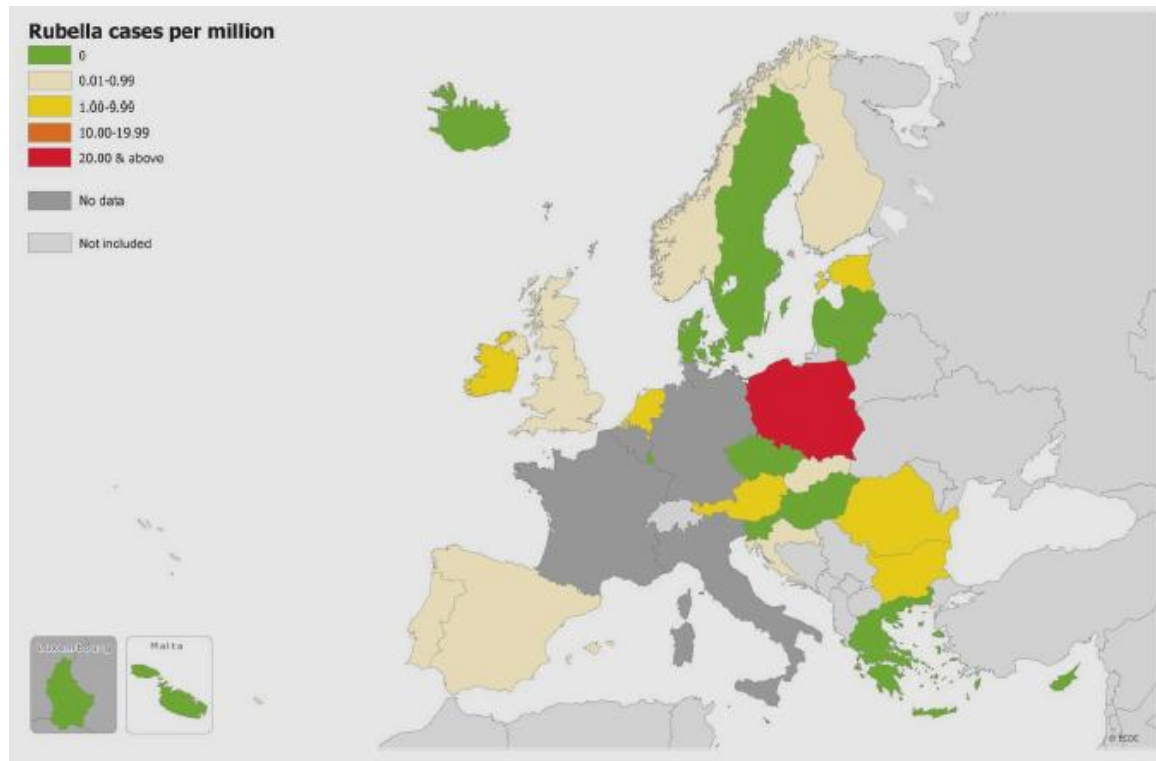 Rubella cases per million
0
0.01-0.99
1.00-9.99
10.00-19.99
20.00 & above
No data
Not included
Luxembourg
Malta
© ECDC